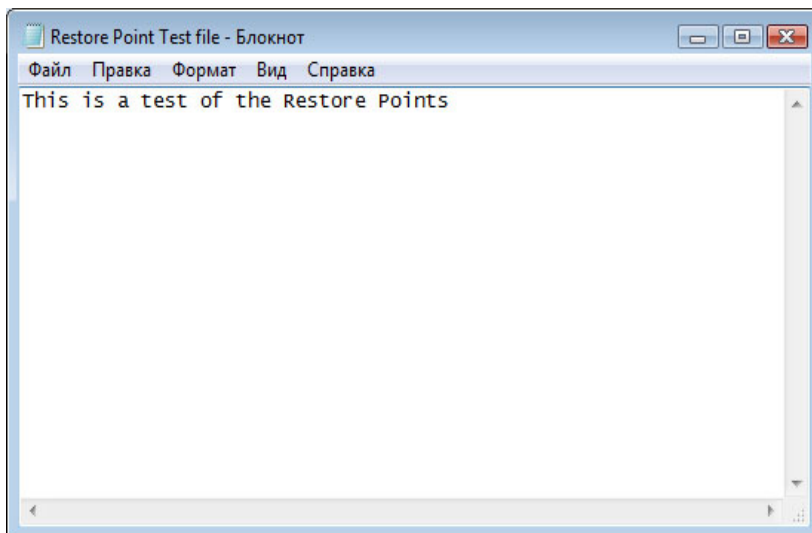 Restore Point Test file - Блокнот
Файл Правка Формат Вид Справка
This is a test of the Restore Points